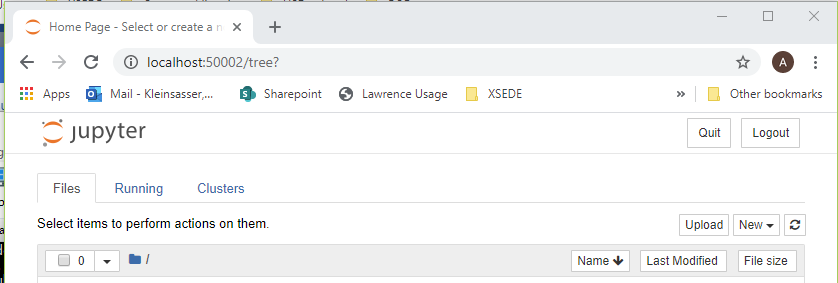 Home Page - Select or create a n
localhost:50002/tree?
A
Apps Mail - Kleinsasser,... Sharepoint Lawrence Usage XSEDE » Other bookmarks
jupyter Quit Logout
Files Running Clusters
Select items to perform actions on them. Upload New
0 / Name Last Modified File size